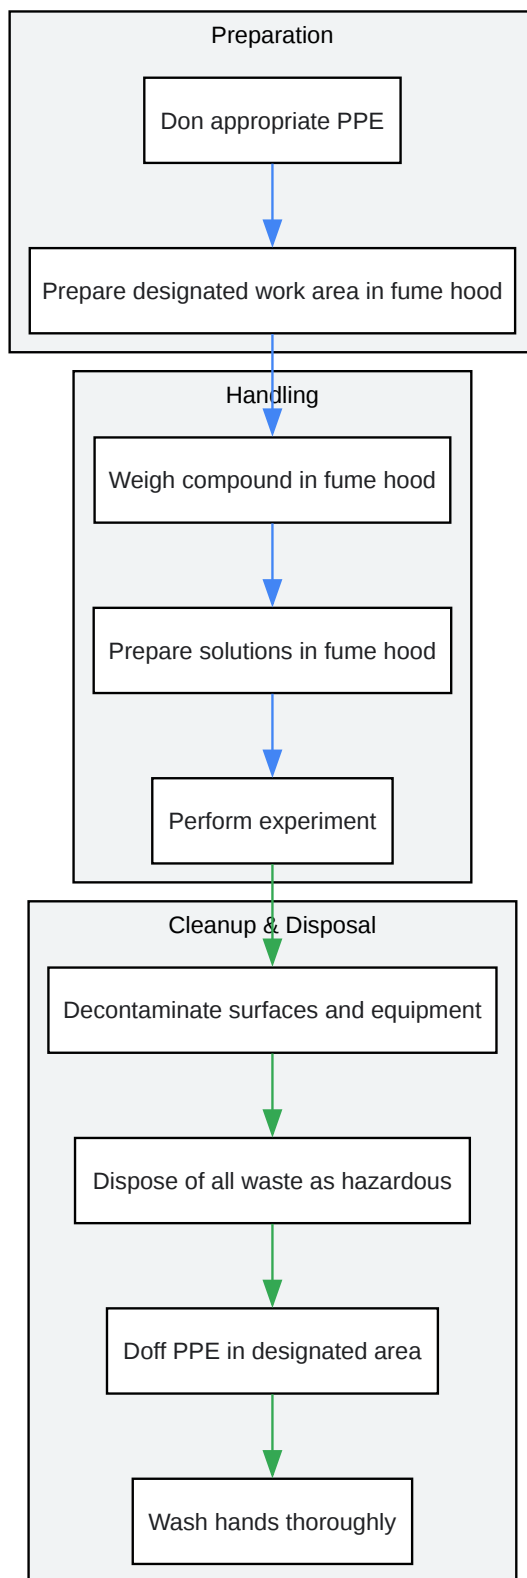 Preparation
Don appropriate PPE
Prepare designated work area in fume hood
Handling
Weigh compound in fume hood
Prepare solutions in fume hood
Perform experiment
Cleanup & Disposal
Decontaminate surfaces and equipment
Dispose of all waste as hazardous
Doff PPE in designated area
Wash hands thoroughly